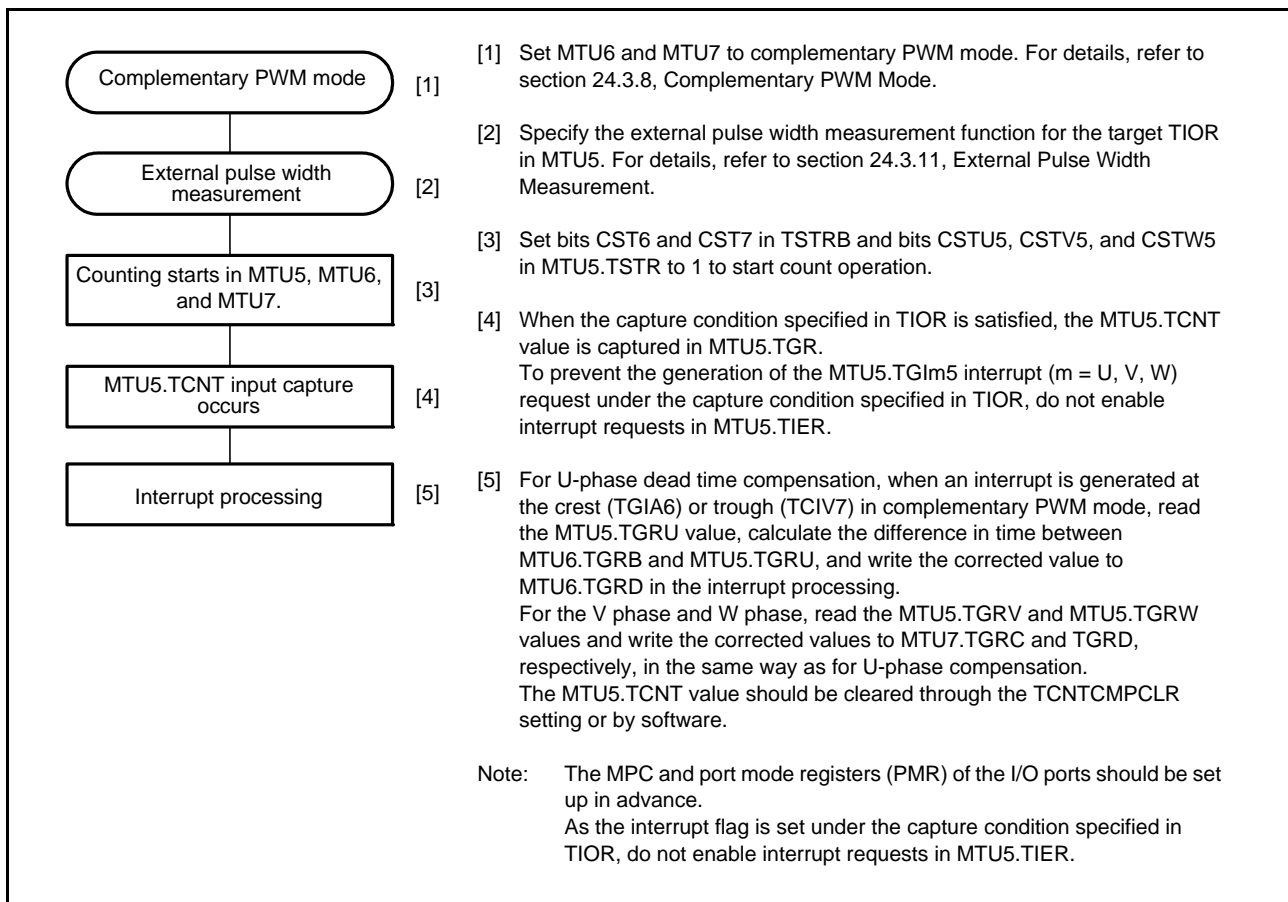 Complementary PWM mode
[1]
External pulse width
measurement
[2]
Counting starts in MTU5, MTU6,
and MTU7.
[3]
MTU5.TCNT input capture
occurs
[4]
Interrupt processing
[5]
[1] Set MTU6 and MTU7 to complementary PWM mode. For details, refer to
section 24.3.8, Complementary PWM Mode.
[2] Specify the external pulse width measurement function for the target TIOR
in MTU5. For details, refer to section 24.3.11, External Pulse Width
Measurement.
[3] Set bits CST6 and CST7 in TSTRB and bits CSTU5, CSTV5, and CSTW5
in MTU5.TSTR to 1 to start count operation.
[4] When the capture condition specified in TIOR is satisfied, the MTU5.TCNT
value is captured in MTU5.TGR.
To prevent the generation of the MTU5.TGIm5 interrupt (m = U, V, W)
request under the capture condition specified in TIOR, do not enable
interrupt requests in MTU5.TIER.
[5] For U-phase dead time compensation, when an interrupt is generated at
the crest (TGIA6) or trough (TCIV7) in complementary PWM mode, read
the MTU5.TGRU value, calculate the difference in time between
MTU6.TGRB and MTU5.TGRU, and write the corrected value to
MTU6.TGRD in the interrupt processing.
For the V phase and W phase, read the MTU5.TGRV and MTU5.TGRW
values and write the corrected values to MTU7.TGRC and TGRD,
respectively, in the same way as for U-phase compensation.
The MTU5.TCNT value should be cleared through the TCNTCMPCLR
setting or by software.
Note: The MPC and port mode registers (PMR) of the I/O ports should be set
up in advance.
As the interrupt flag is set under the capture condition specified in
TIOR, do not enable interrupt requests in MTU5.TIER.